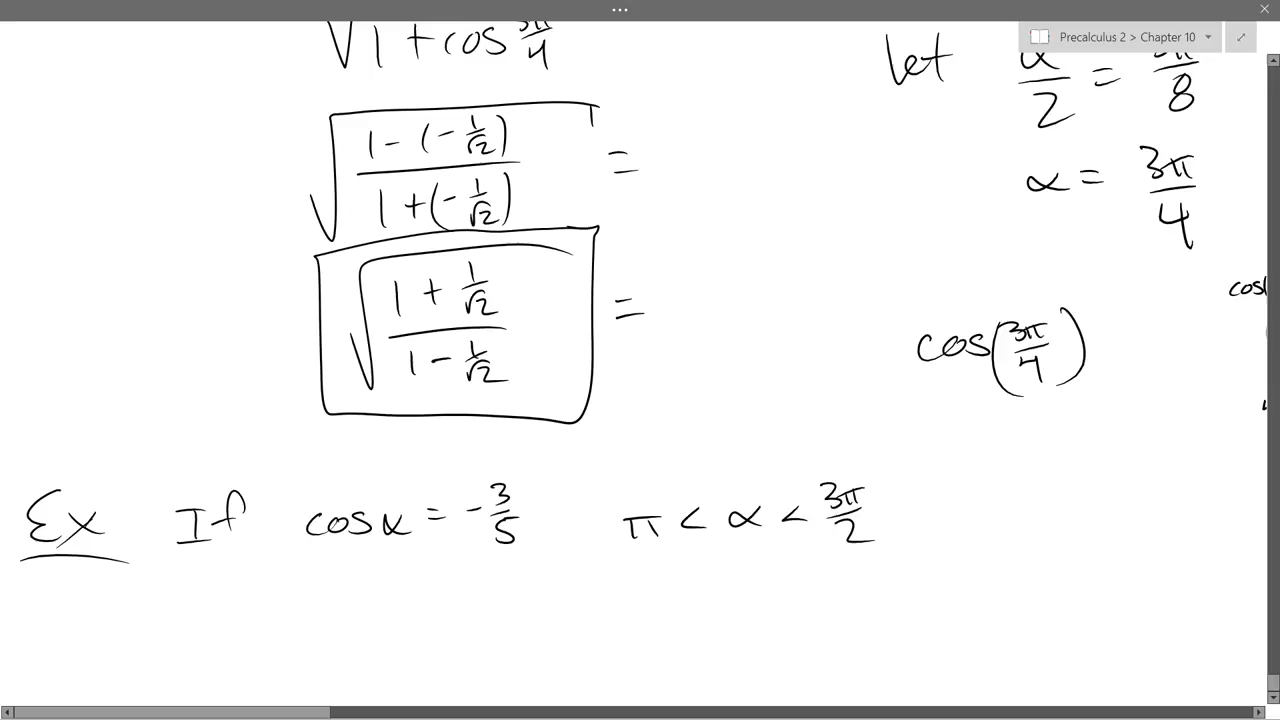 Precalculus 2 > Chapter 10
√1 + cos 3π/4
let α/2 = 3π/8
√((1 - (-1/√2))/(1 + (-1/√2))) =
α = 3π/4
√((1 + 1/√2)/(1 - 1/√2)) =
cos(3π/4)
cos
Ex If cos α = -3/5 π < α < 3π/2